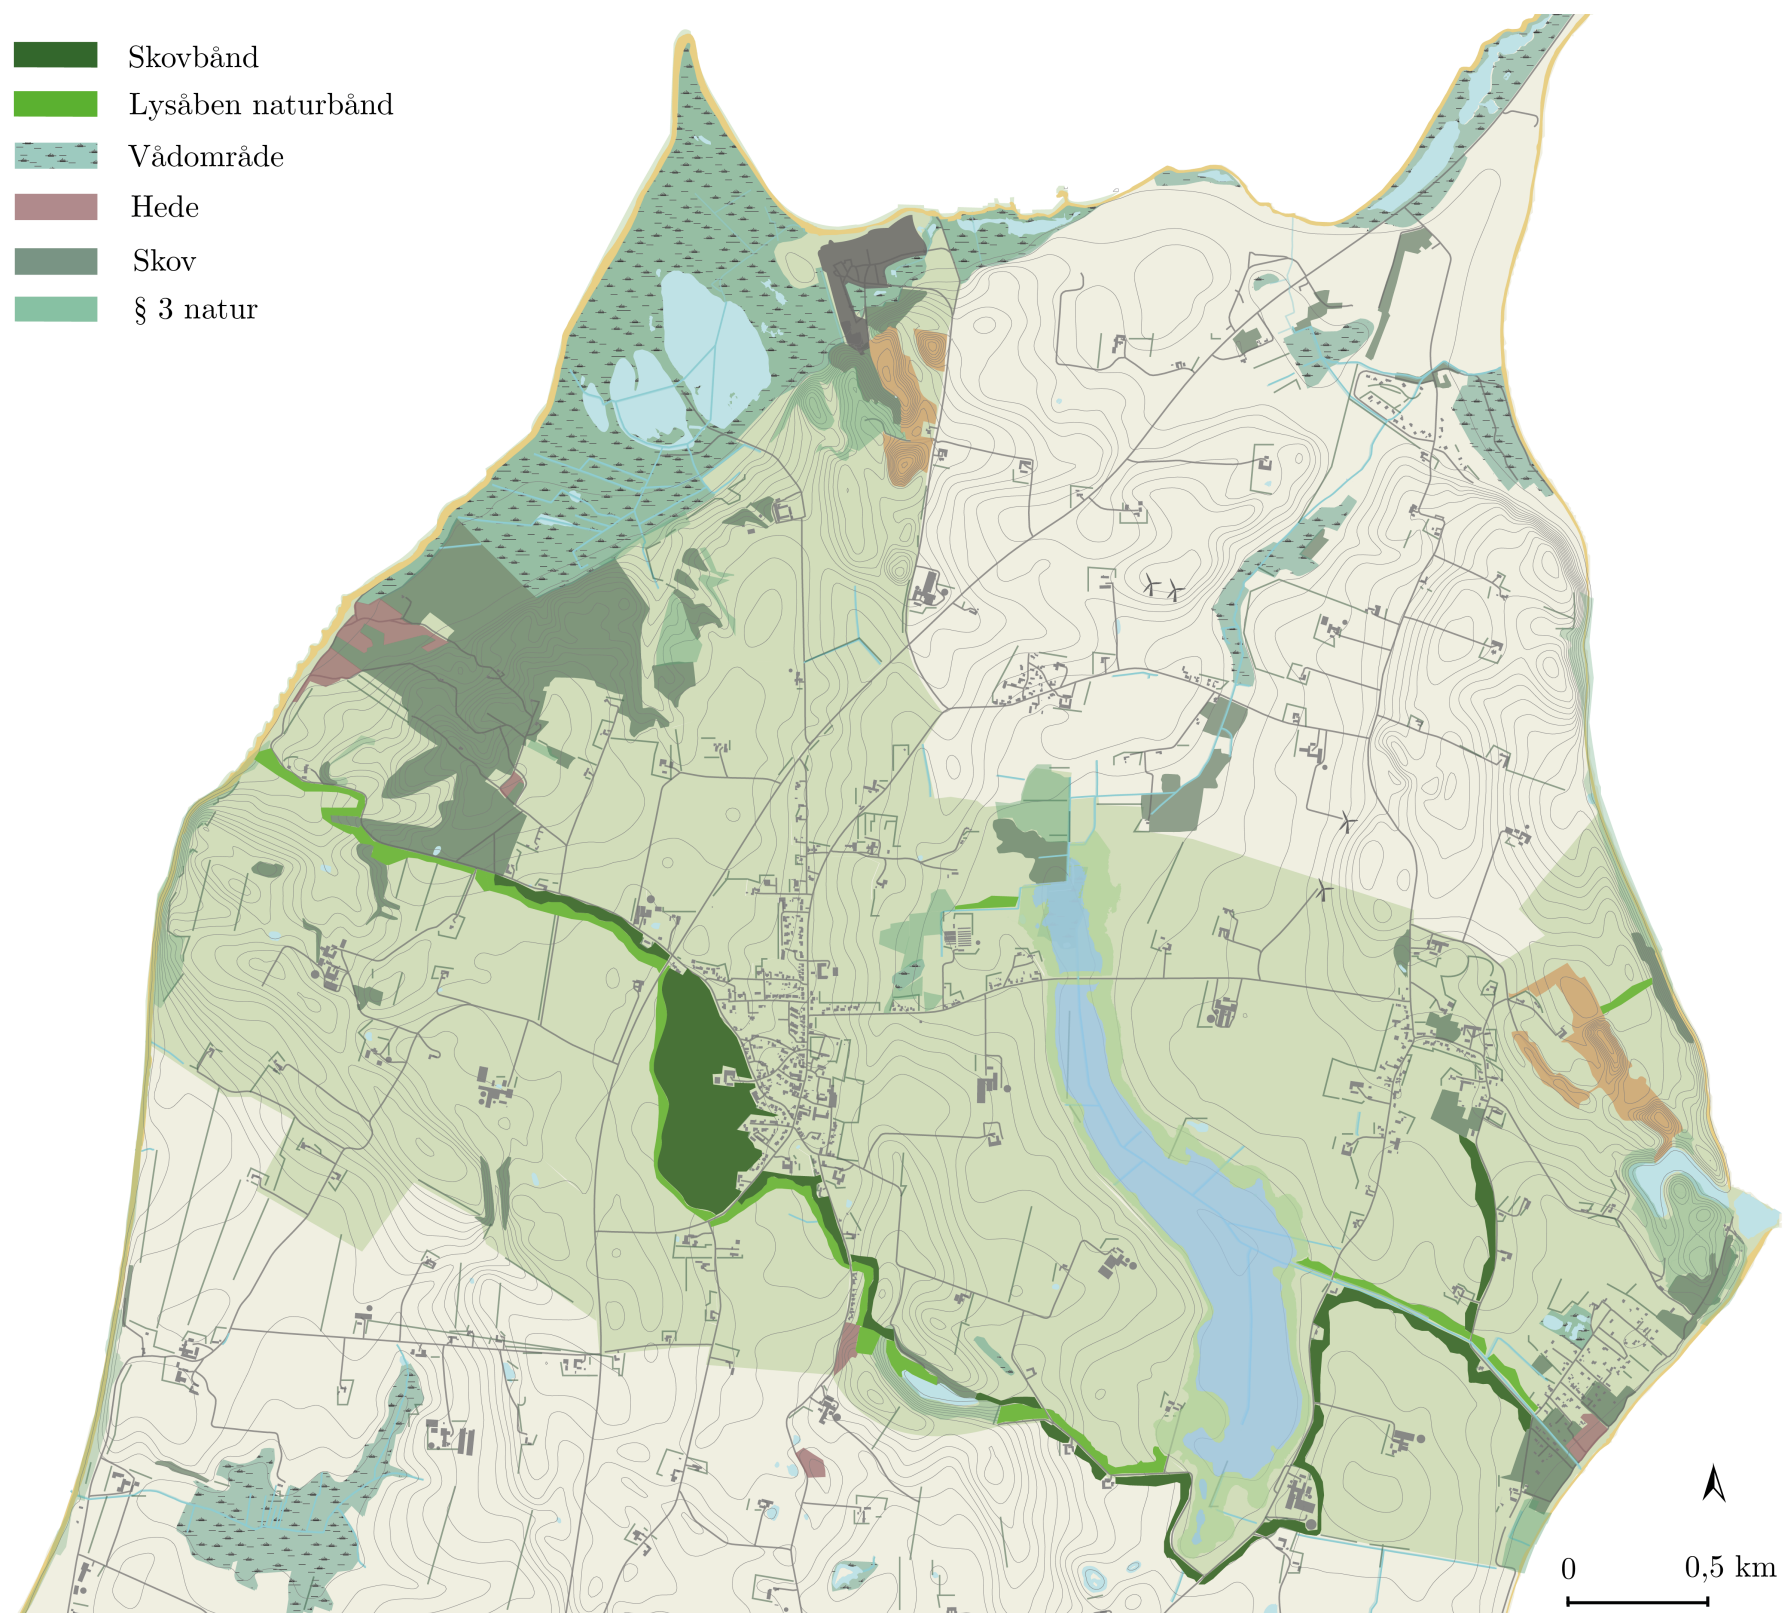 Skovbånd
Lysåben naturbånd
Vådområde
Hede
Skov
§ 3 natur
0 0,5 km